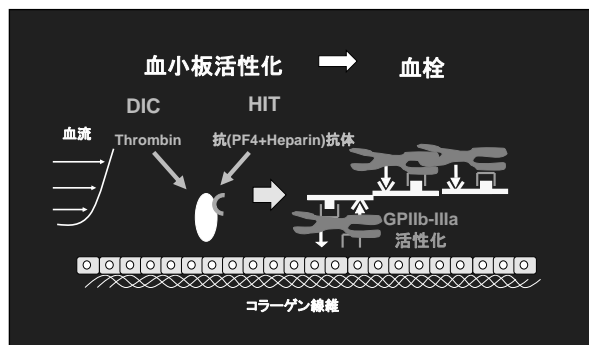 血小板活性化 血栓
DIC HIT
血流
Thrombin 抗(PF4+Heparin)抗体
GPIIb-IIIa
活性化
コラーゲン線維